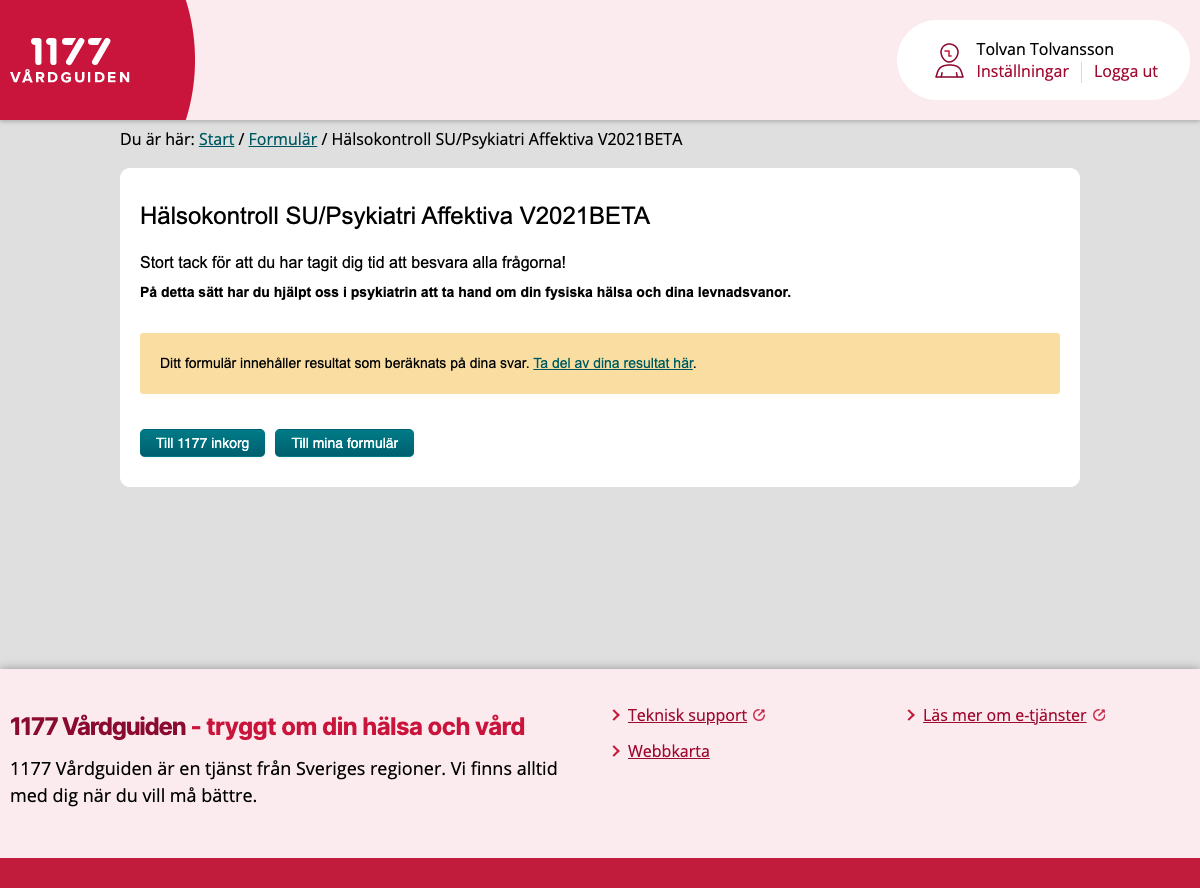 1177
VÅRDGUIDEN
Tolvan Tolvansson
Inställningar Logga ut
Du är här: Start / Formulär / Hälsokontroll SU/Psykiatri Affektiva V2021BETA
Hälsokontroll SU/Psykiatri Affektiva V2021BETA
Stort tack för att du har tagit dig tid att besvara alla frågorna!
På detta sätt har du hjälpt oss i psykiatrin att ta hand om din fysiska hälsa och dina levnadsvanor.
Ditt formulär innehåller resultat som beräknats på dina svar. Ta del av dina resultat här.
Till 1177 inkorg Till mina formulär
1177 Vårdguiden - tryggt om din hälsa och vård
1177 Vårdguiden är en tjänst från Sveriges regioner. Vi finns alltid
med dig när du vill må bättre.
Teknisk support
Webbkarta
Läs mer om e-tjänster